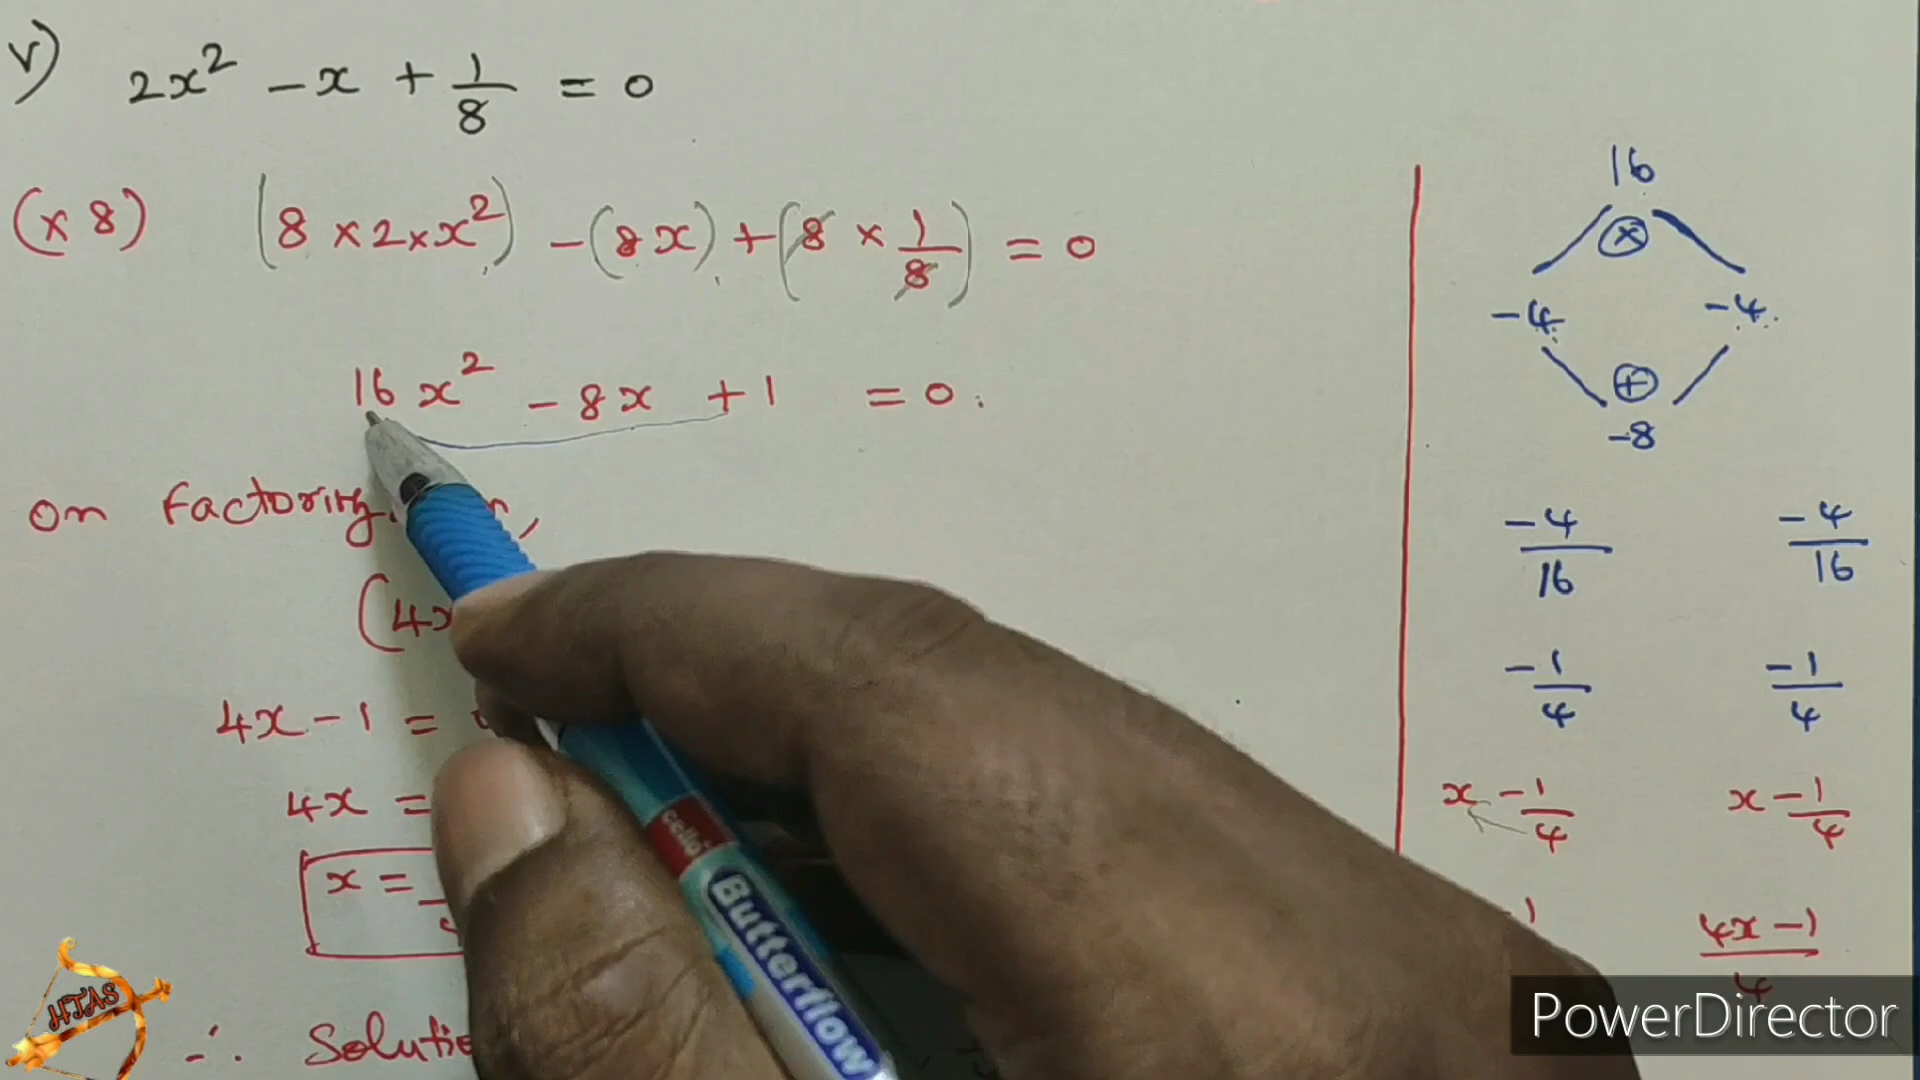 v) 2x² - x + 1/8 = 0
(x 8) (8 × 2 × x²) - (8x) + (8 × 1/8) = 0
16x² - 8x + 1 = 0.
on factoring
(4x
4x - 1 =
4x =
x =
∴ Solutio
16
×
-4 -4
+
-8
-4/16 -4/16
-1/4 -1/4
x - 1/4 x - 1/4
4x - 1
4
HTAS
cello
Butterflow
PowerDirector